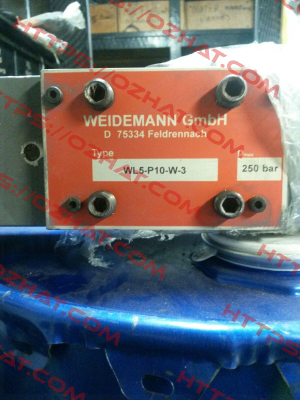 WEIDEMANN GmbH
D 75334 Feldrennach
Type
WL5-P10-W-3
250 bar
HTTPS://OZHAT.COM